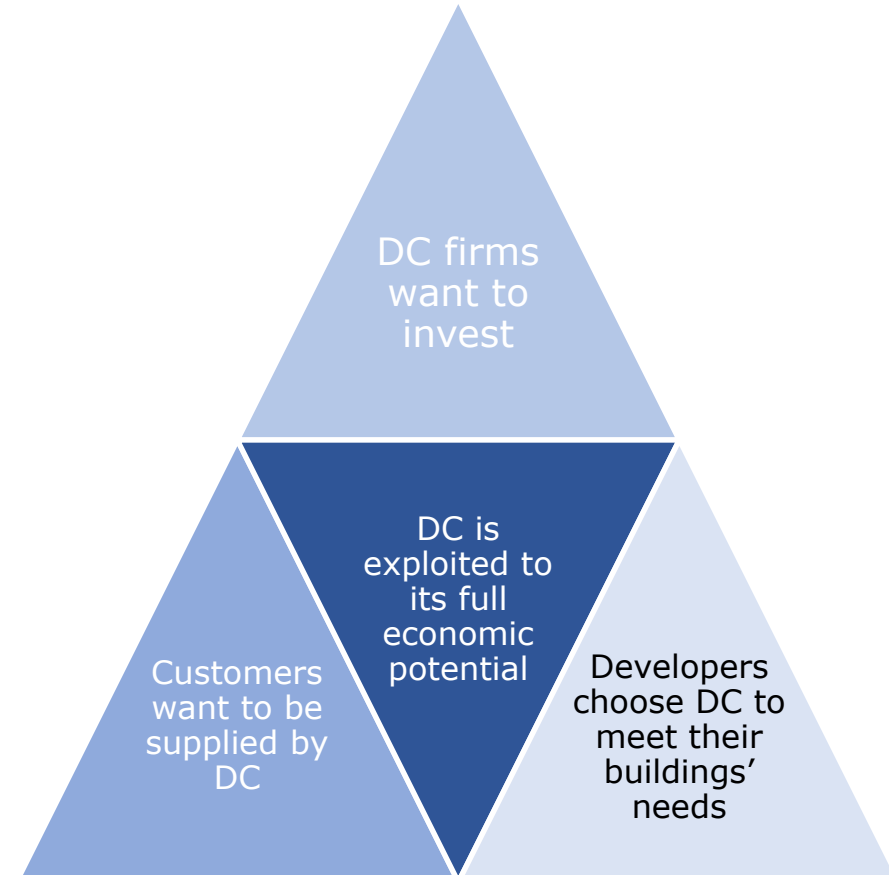 DC firms
want to
invest
DC is
exploited to
its full
economic
potential
Customers
want to be
supplied by
DC
Developers
choose DC to
meet their
buildings’
needs